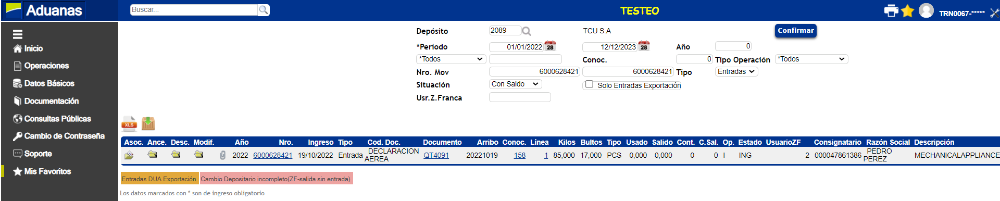 Aduanas
Buscar...
TESTEO
TRN0067-*****
Inicio
Operaciones
Datos Básicos
Documentación
Consultas Públicas
Cambio de Contraseña
Soporte
Mis Favoritos
Depósito 2089 TCU S.A Confirmar
*Período 01/01/2022 28 12/12/2023 28 Año 0
*Todos Conoc. 0 Tipo Operación *Todos
Nro. Mov 6000628421 6000628421 Tipo Entradas
Situación Con Saldo Solo Entradas Exportación
Usr.Z.Franca
XLS
Asoc. Ance. Desc. Modif. Año Nro. Ingreso Tipo Cod. Doc. Documento Arribo Conoc. Línea Kilos Bultos Tipo Usado Salido Cont. C.Sal. Op. Estado UsuarioZF Consignatario Razón Social Descripción
2022 6000628421 19/10/2022 Entrada DECLARACION AEREA QT4091 20221019 158 1 85,000 17,000 PCS 0,000 0,000 0 0 I ING 2 000047861386 PEDRO PEREZ MECHANICALAPPLIANCE
Entradas DUA Exportación Cambio Depositario incompleto(ZF-salida sin entrada)
Los datos marcados con * son de ingreso obligatorio